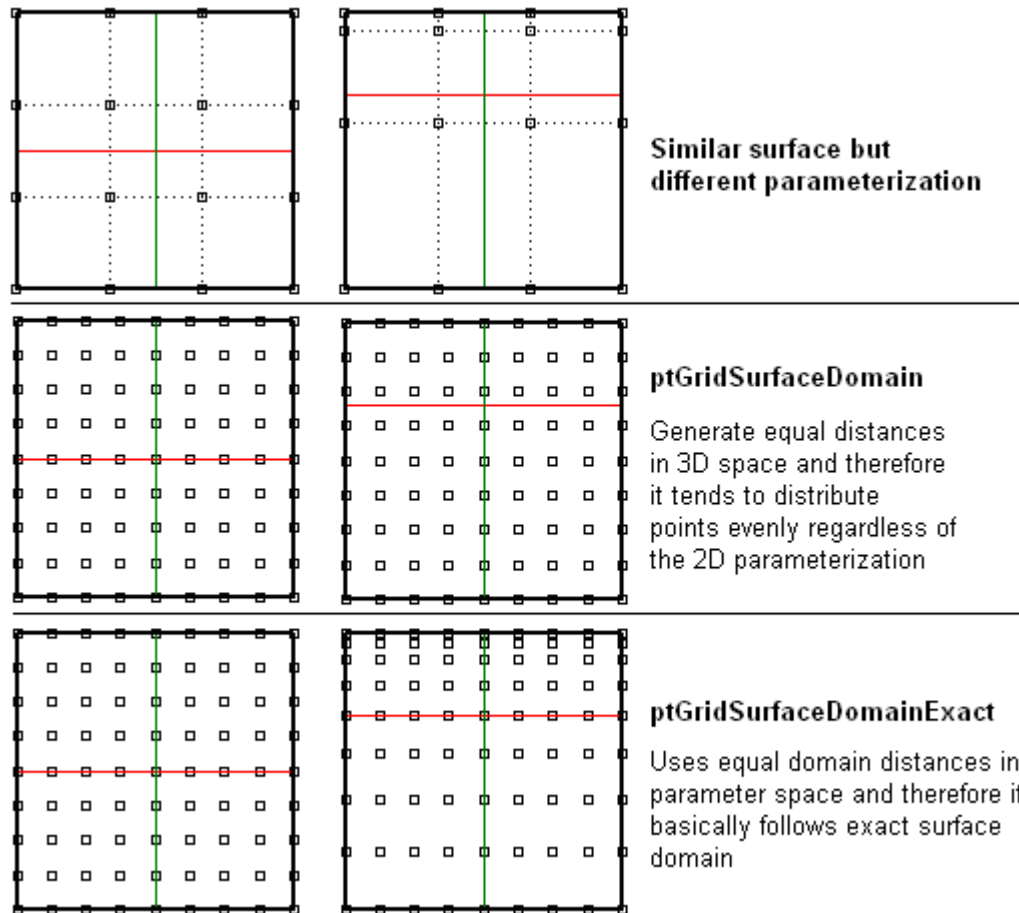 Similar surface but
different parameterization
ptGridSurfaceDomain
Generate equal distances
in 3D space and therefore
it tends to distribute
points evenly regardless of
the 2D parameterization
ptGridSurfaceDomainExact
Uses equal domain distances in
parameter space and therefore it
basically follows exact surface
domain